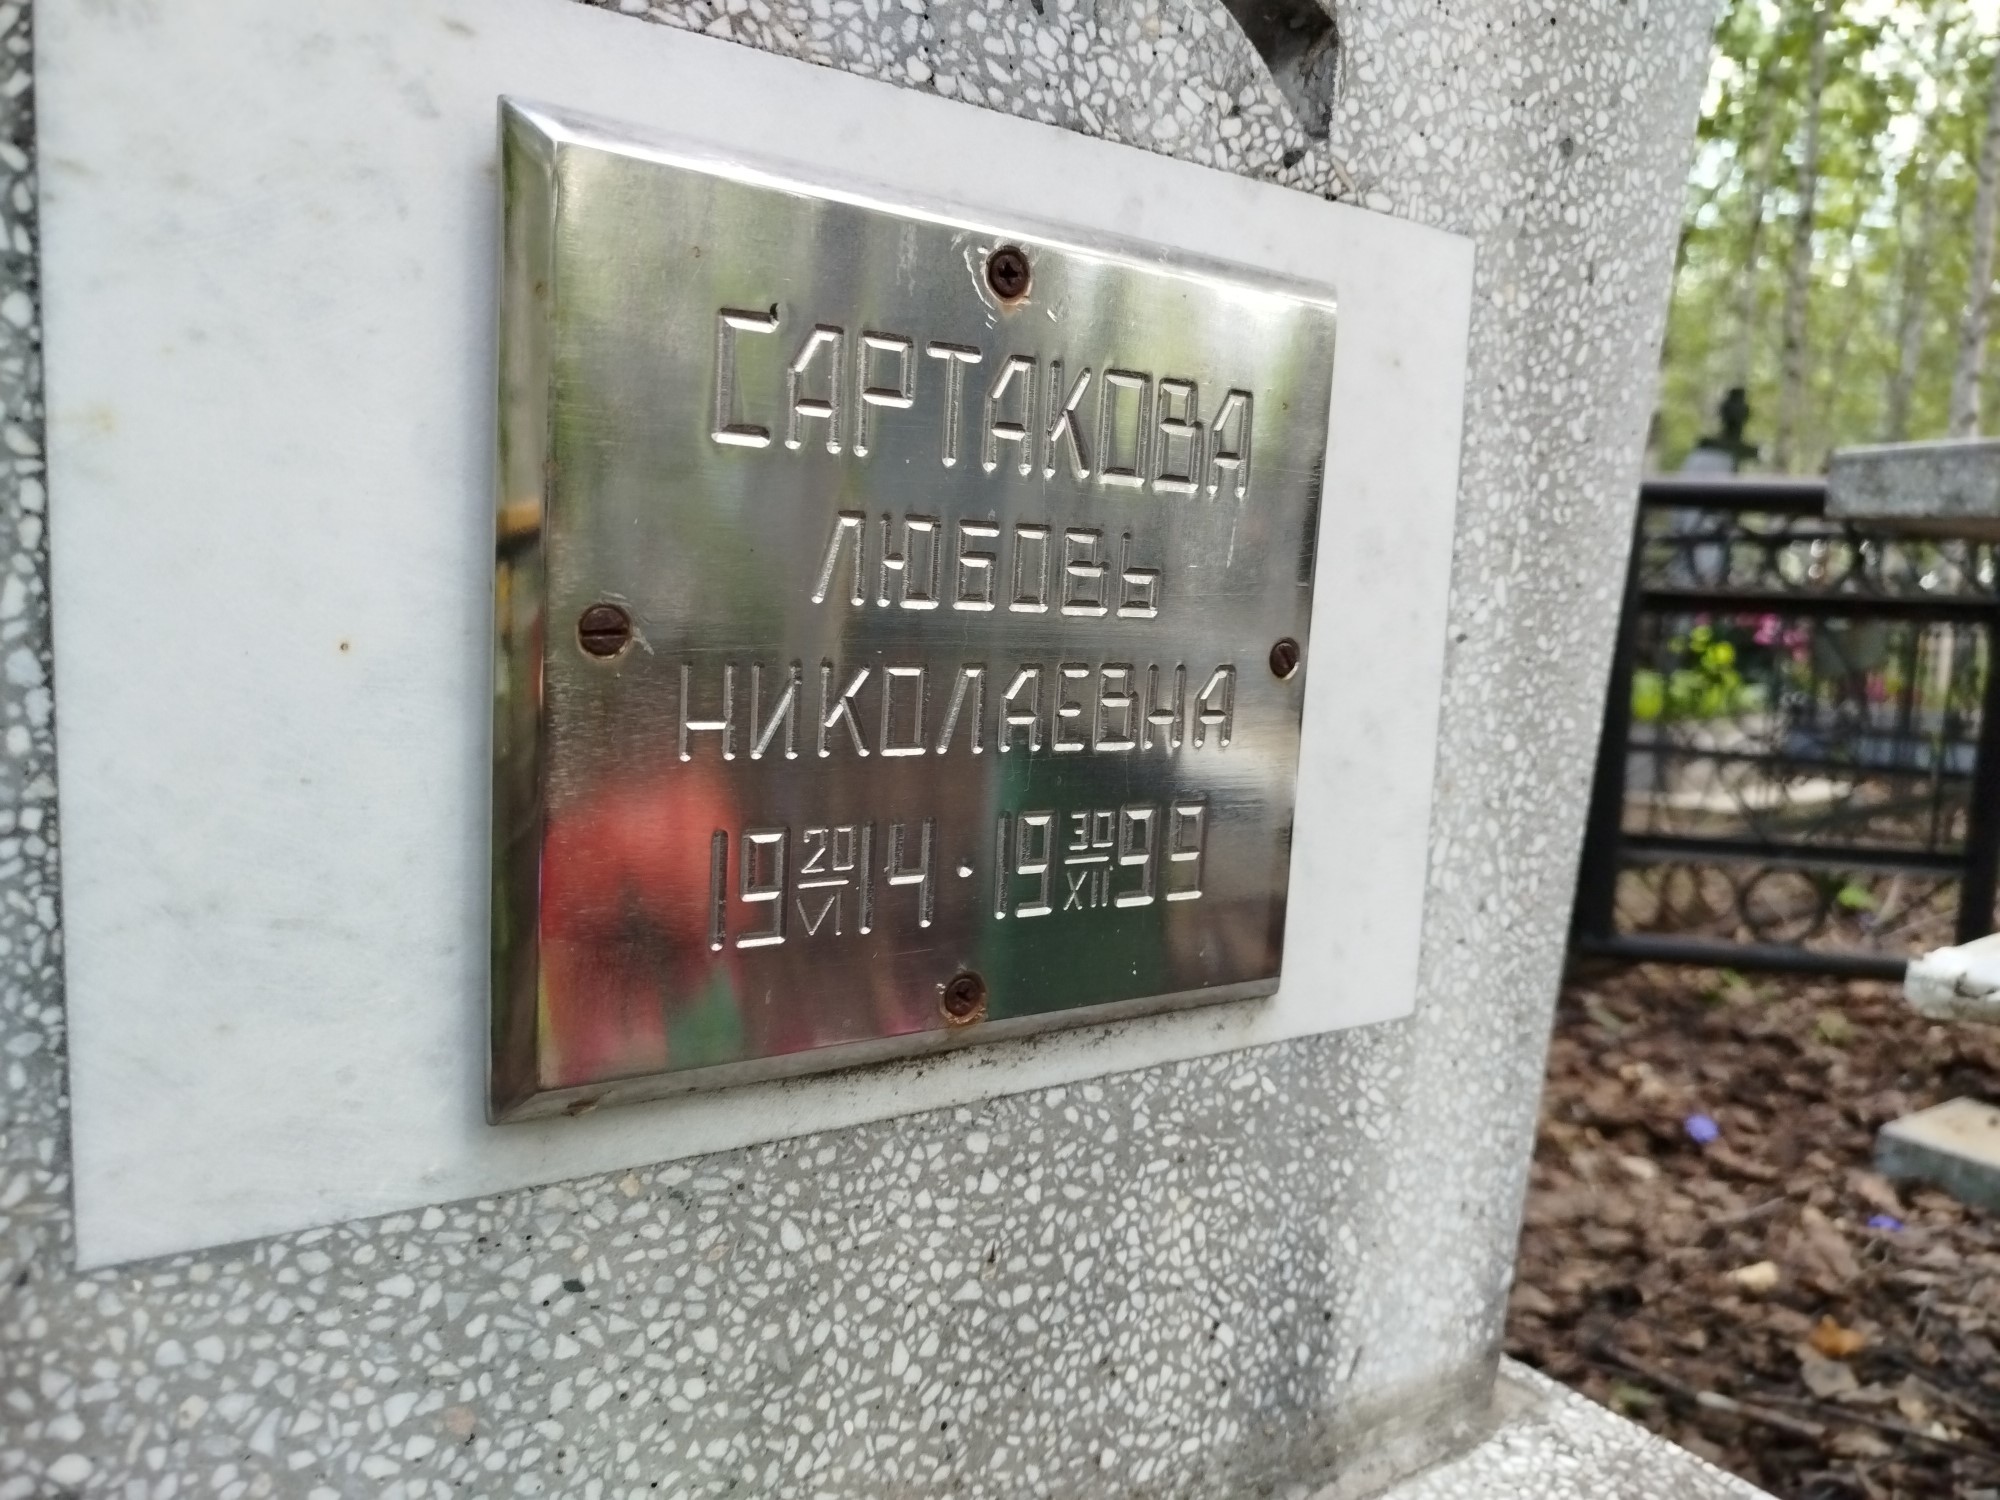 САРТАКОВА
ЛЮБОВЬ
НИКОЛАЕВНА
19 20/VI 14 · 19 30/XII 99